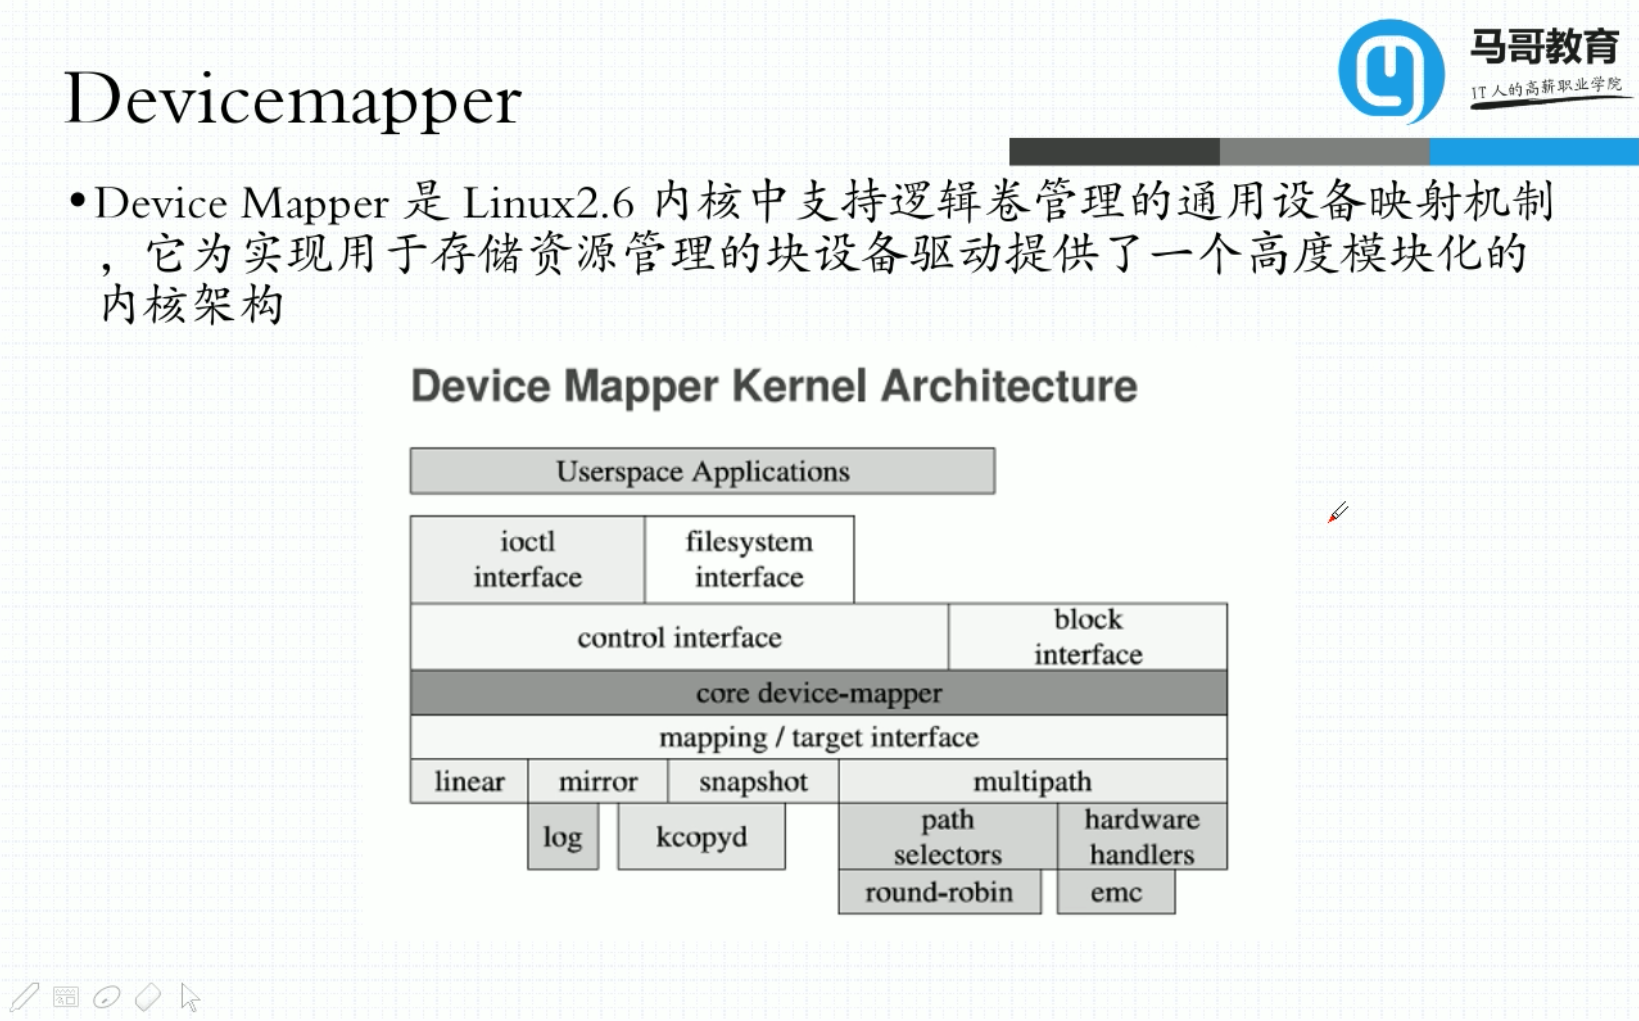 马哥教育
IT人的高薪职业学院
Devicemapper
•Device Mapper 是 Linux2.6 内核中支持逻辑卷管理的通用设备映射机制
，它为实现用于存储资源管理的块设备驱动提供了一个高度模块化的
内核架构
Device Mapper Kernel Architecture
Userspace Applications
ioctl
interface
filesystem
interface
control interface
block
interface
core device-mapper
mapping / target interface
linear
mirror
snapshot
multipath
log
kcopyd
path
selectors
hardware
handlers
round-robin
emc